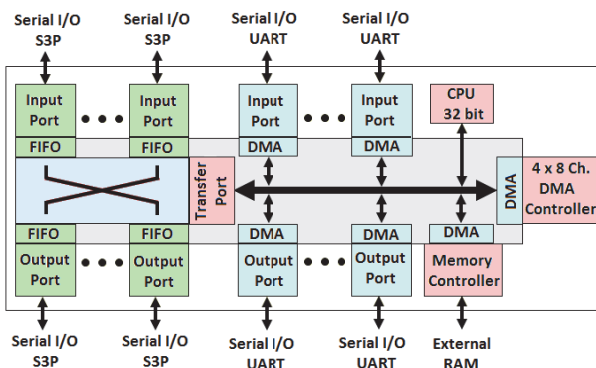 Serial I/O
S3P
Serial I/O
S3P
Serial I/O
UART
Serial I/O
UART
Input
Port
Input
Port
Input
Port
Input
Port
CPU
32 bit
FIFO
FIFO
DMA
DMA
Transfer
Port
DMA
4 x 8 Ch.
DMA
Controller
FIFO
FIFO
DMA
DMA
DMA
Output
Port
Output
Port
Output
Port
Output
Port
Memory
Controller
Serial I/O
S3P
Serial I/O
S3P
Serial I/O
UART
Serial I/O
UART
External
RAM